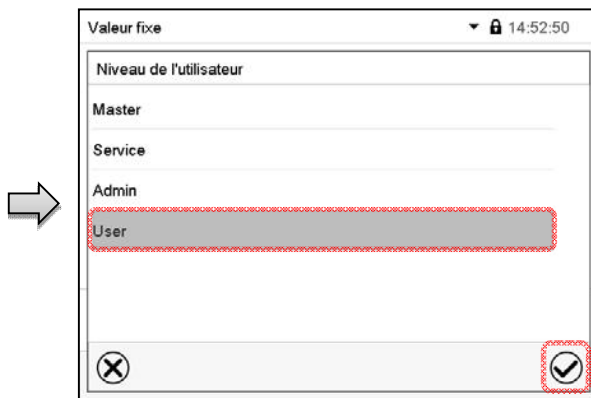 Valeur fixe 14:52:50
Niveau de l'utilisateur
Master
Service
Admin
User